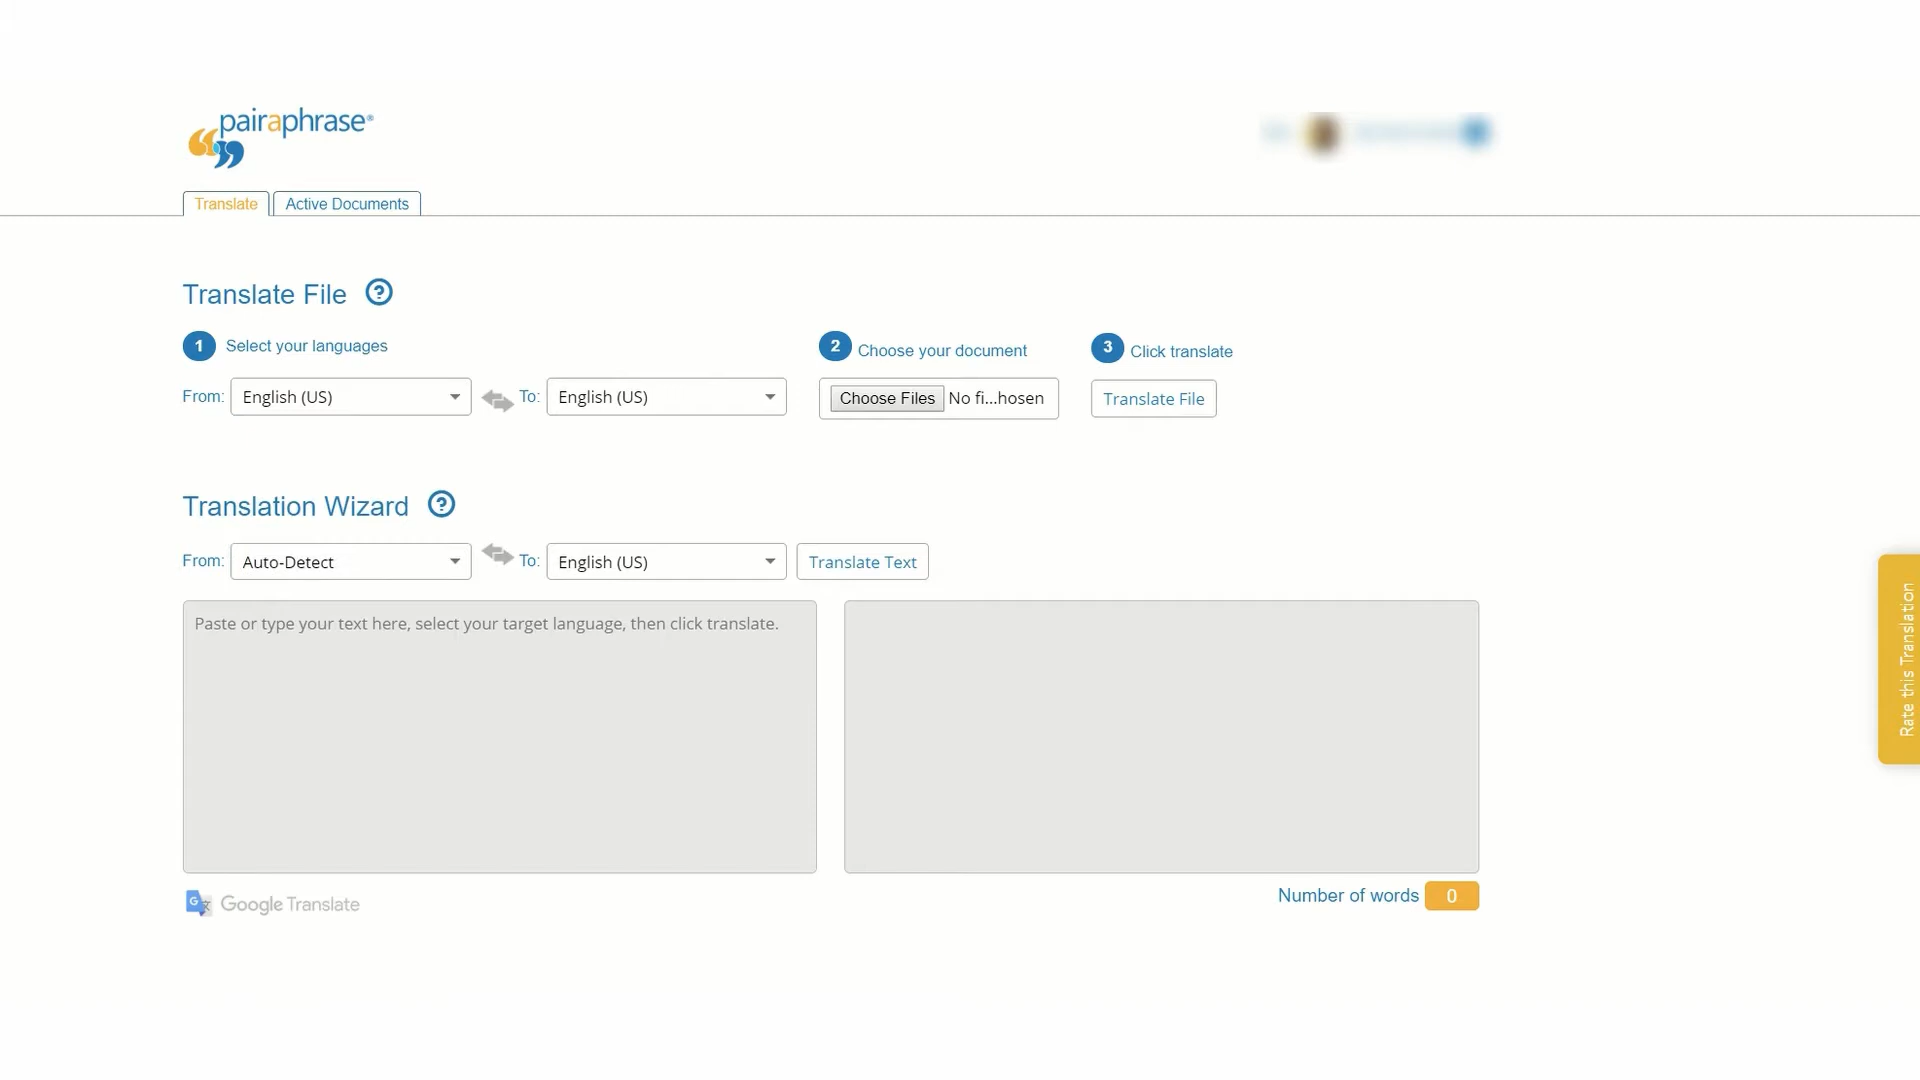 pairaphrase®
Translate
Active Documents
Translate File ?
1 Select your languages
2 Choose your document
3 Click translate
From: English (US) To: English (US) Choose Files No fi...hosen Translate File
Translation Wizard ?
From: Auto-Detect To: English (US) Translate Text
Paste or type your text here, select your target language, then click translate.
Google Translate
Number of words 0
Rate this Translation